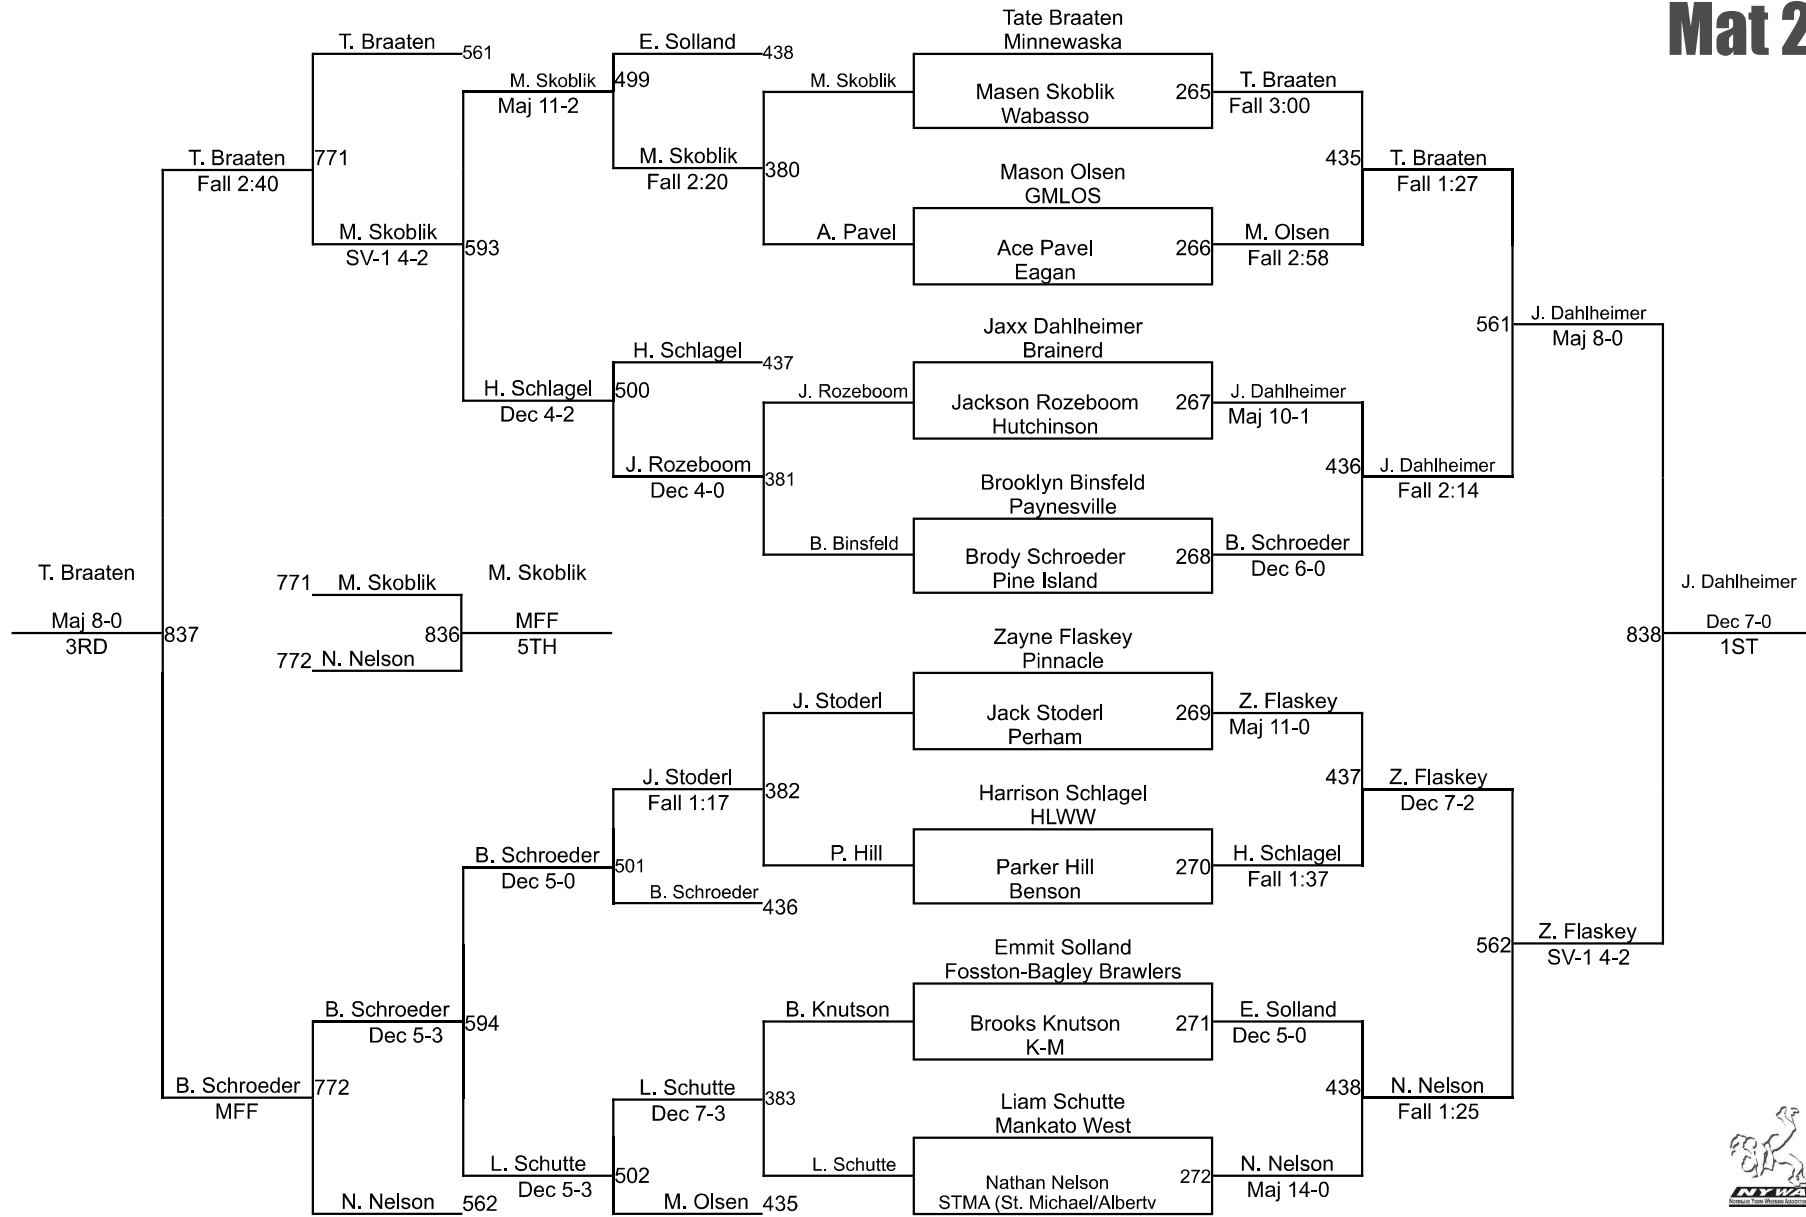 Mat 2
Tate Braaten
Minnewaska
T. Braaten
561
E. Solland
438
M. Skoblik
499
Maj 11-2
M. Skoblik
Masen Skoblik
Wabasso
265
T. Braaten
Fall 3:00
T. Braaten
771
Fall 2:40
M. Skoblik
380
Fall 2:20
Mason Olsen
GMLOS
435
T. Braaten
Fall 1:27
M. Skoblik
SV-1 4-2
593
A. Pavel
Ace Pavel
Eagan
266
M. Olsen
Fall 2:58
Jaxx Dahlheimer
Brainerd
561
J. Dahlheimer
Maj 8-0
H. Schlagel
437
H. Schlagel
500
Dec 4-2
J. Rozeboom
Jackson Rozeboom
Hutchinson
267
J. Dahlheimer
Maj 10-1
J. Rozeboom
381
Dec 4-0
Brooklyn Binsfeld
Paynesville
436
J. Dahlheimer
Fall 2:14
B. Binsfeld
Brody Schroeder
Pine Island
268
B. Schroeder
Dec 6-0
T. Braaten
Maj 8-0
3RD
837
771
M. Skoblik
772
N. Nelson
836
M. Skoblik
MFF
5TH
J. Dahlheimer
Dec 7-0
1ST
838
Zayne Flaskey
Pinnacle
J. Stoderl
Jack Stoderl
Perham
269
Z. Flaskey
Maj 11-0
J. Stoderl
382
Fall 1:17
Harrison Schlagel
HLWW
437
Z. Flaskey
Dec 7-2
B. Schroeder
501
Dec 5-0
P. Hill
Parker Hill
Benson
270
H. Schlagel
Fall 1:37
B. Schroeder
436
Emmit Solland
Fosston-Bagley Brawlers
562
Z. Flaskey
SV-1 4-2
B. Schroeder
594
Dec 5-3
B. Knutson
Brooks Knutson
K-M
271
E. Solland
Dec 5-0
B. Schroeder
772
MFF
L. Schutte
383
Dec 7-3
Liam Schutte
Mankato West
438
N. Nelson
Fall 1:25
L. Schutte
502
Dec 5-3
L. Schutte
Nathan Nelson
STMA (St. Michael/Albertv
272
N. Nelson
Maj 14-0
N. Nelson
562
M. Olsen
435
NYWA